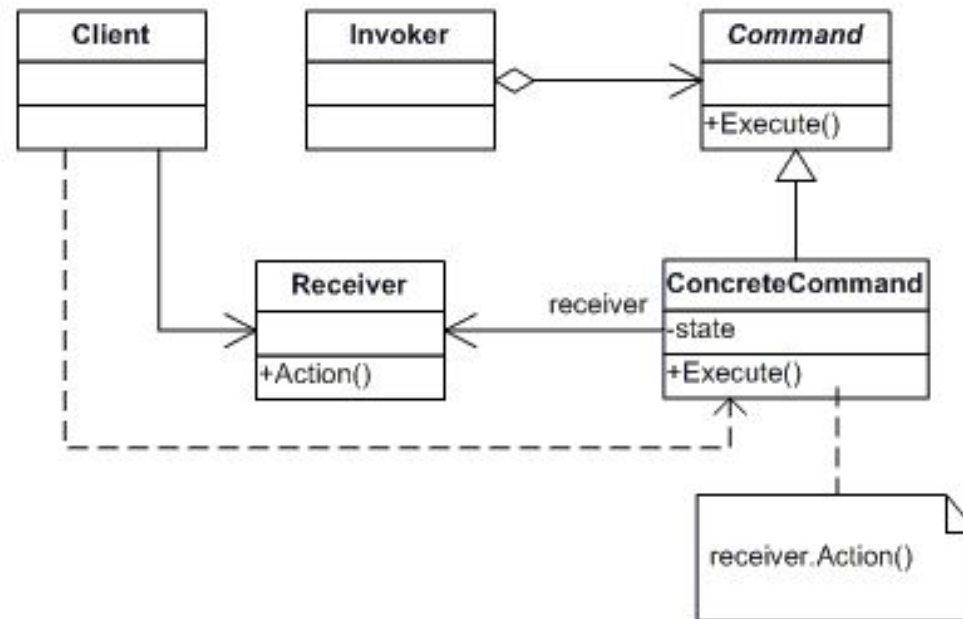 Client
Invoker
Command
+Execute()
Receiver
+Action()
receiver
ConcreteCommand
-state
+Execute()
receiver.Action()